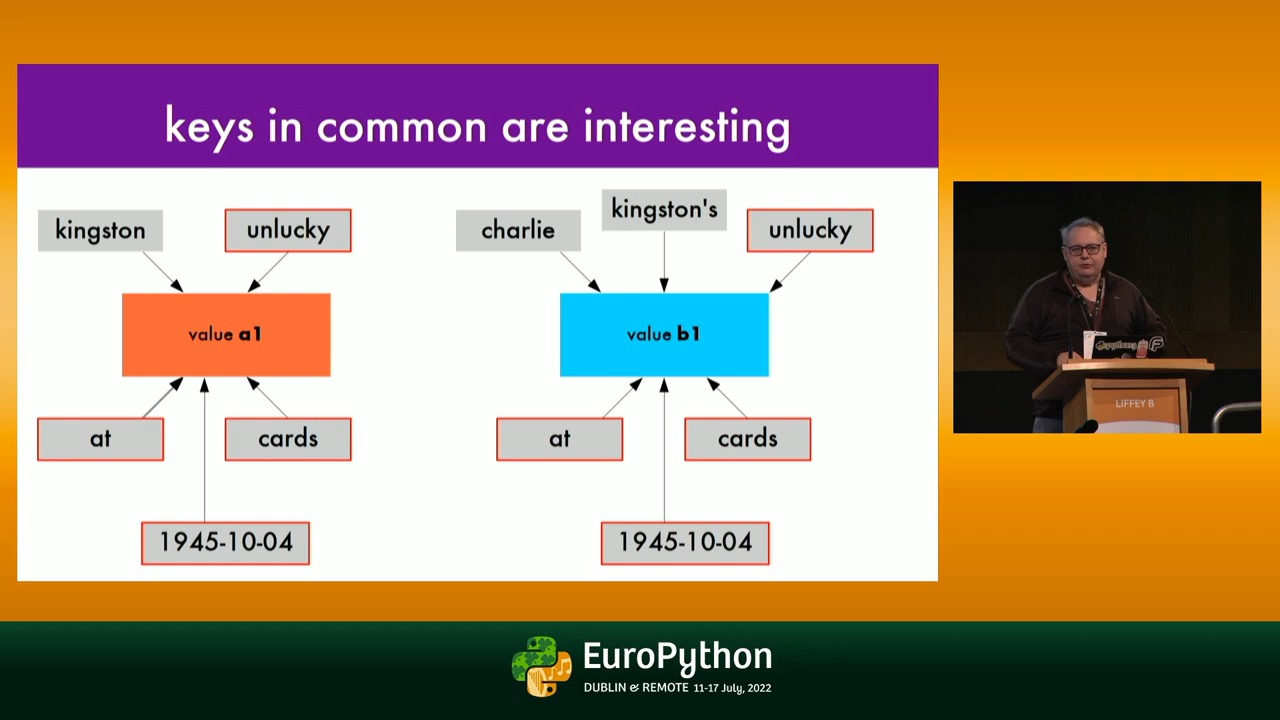 keys in common are interesting
kingston
unlucky
value a1
at
cards
1945-10-04
charlie
kingston's
unlucky
value b1
at
cards
1945-10-04
LIFFEY B
EuroPython
DUBLIN & REMOTE 11-17 July, 2022